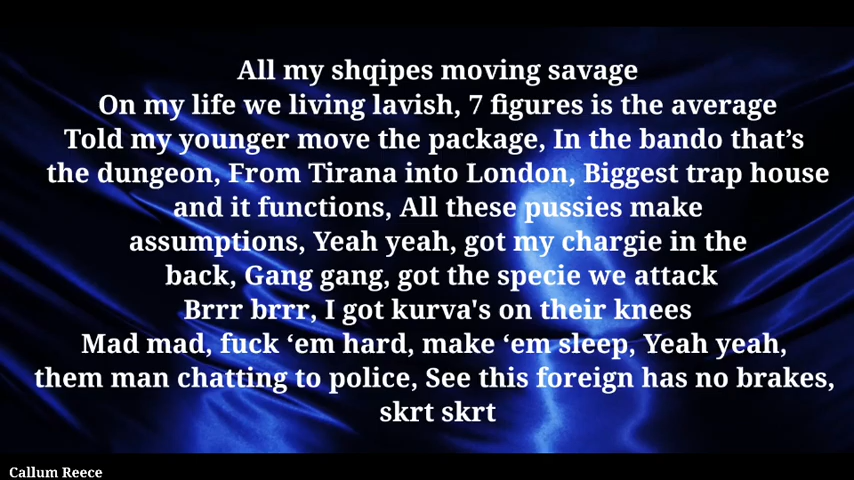 All my shqipes moving savage
On my life we living lavish, 7 figures is the average
Told my younger move the package, In the bando that’s
the dungeon, From Tirana into London, Biggest trap house
and it functions, All these pussies make
assumptions, Yeah yeah, got my chargie in the
back, Gang gang, got the specie we attack
Brrr brrr, I got kurva's on their knees
Mad mad, fuck ‘em hard, make ‘em sleep, Yeah yeah,
them man chatting to police, See this foreign has no brakes,
skrt skrt
Callum Reece